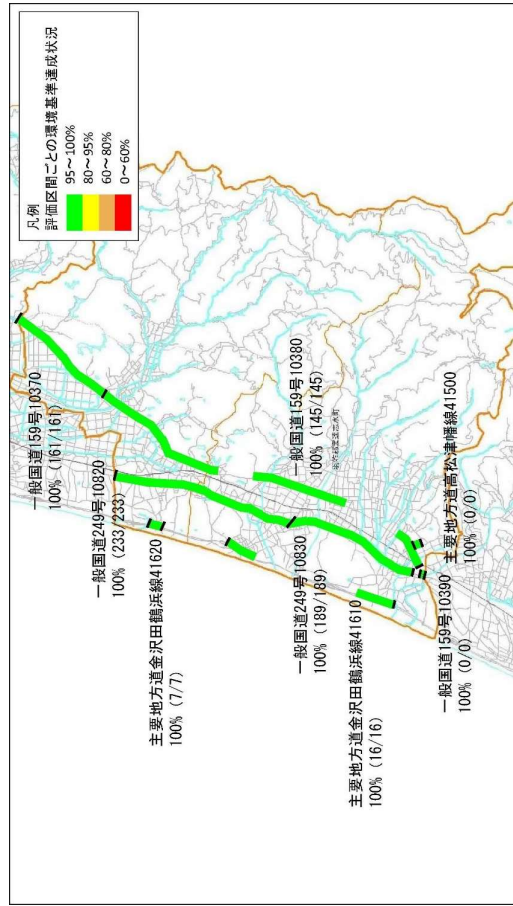 凡例
評価区間ごとの環境基準達成状況
95～100%
80～95%
60～80%
0～60%
一般国道159号10370
100% (161/161)
一般国道249号10820
100% (233/233)
主要地方道金沢田鶴浜線41620
100% (7/7)
一般国道159号10380
100% (145/145)
一般国道249号10830
100% (189/189)
主要地方道金沢田鶴浜線41610
100% (16/16)
主要地方道高松津幡線41500
100% (0/0)
一般国道159号10390
100% (0/0)